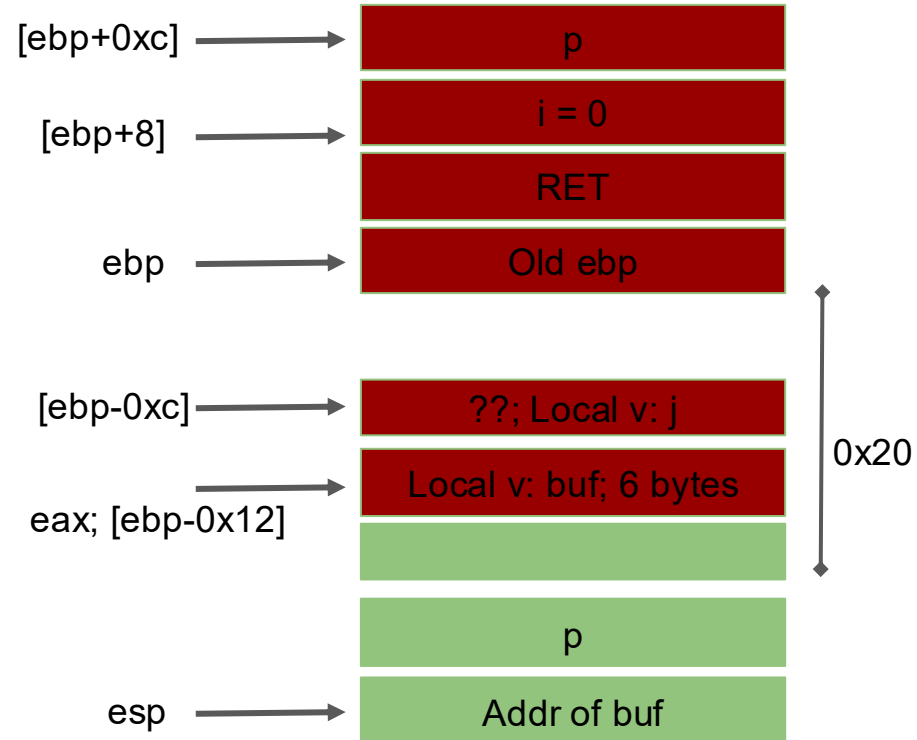 [ebp+0xc]
p
[ebp+8]
i = 0
RET
ebp
Old ebp
[ebp-0xc]
??; Local v: j
0x20
Local v: buf; 6 bytes
eax; [ebp-0x12]
p
esp
Addr of buf